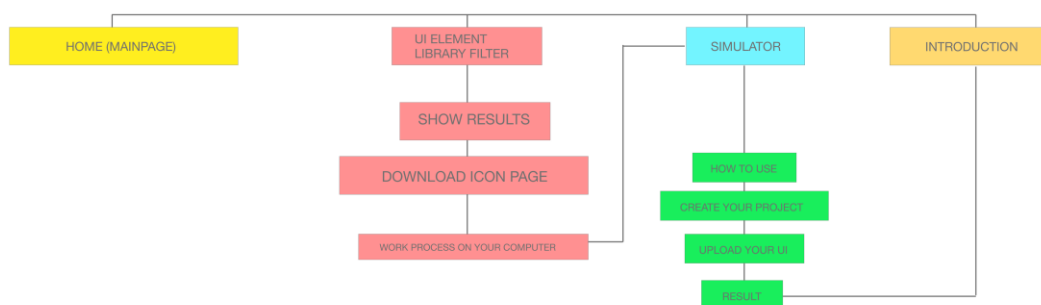 HOME (MAINPAGE)
UI ELEMENT
LIBRARY FILTER
SIMULATOR
INTRODUCTION
SHOW RESULTS
DOWNLOAD ICON PAGE
WORK PROCESS ON YOUR COMPUTER
HOW TO USE
CREATE YOUR PROJECT
UPLOAD YOUR UI
RESULT